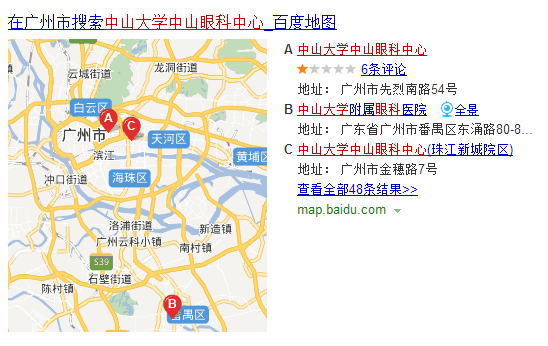 在广州市搜索中山大学中山眼科中心_百度地图
A 中山大学中山眼科中心
6条评论
地址： 广州市先烈南路54号
B 中山大学附属眼科医院 全景
地址： 广东省广州市番禺区东涌路80-8...
C 中山大学中山眼科中心(珠江新城院区)
地址： 广州市金穗路7号
查看全部48条结果>>
map.baidu.com
云城街道
龙洞街道
白云区
A
C
广州市
天河区
滨江
黄埔区
冲口街道
海珠区
洛浦街道
新造镇
广州云科小镇
南村镇
S39
石壁街道
陈村镇
B
番禺区